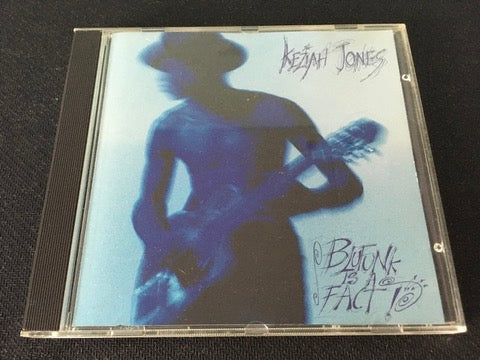 KEZIAH JONES
BLUFUNK
IS A
FACT!